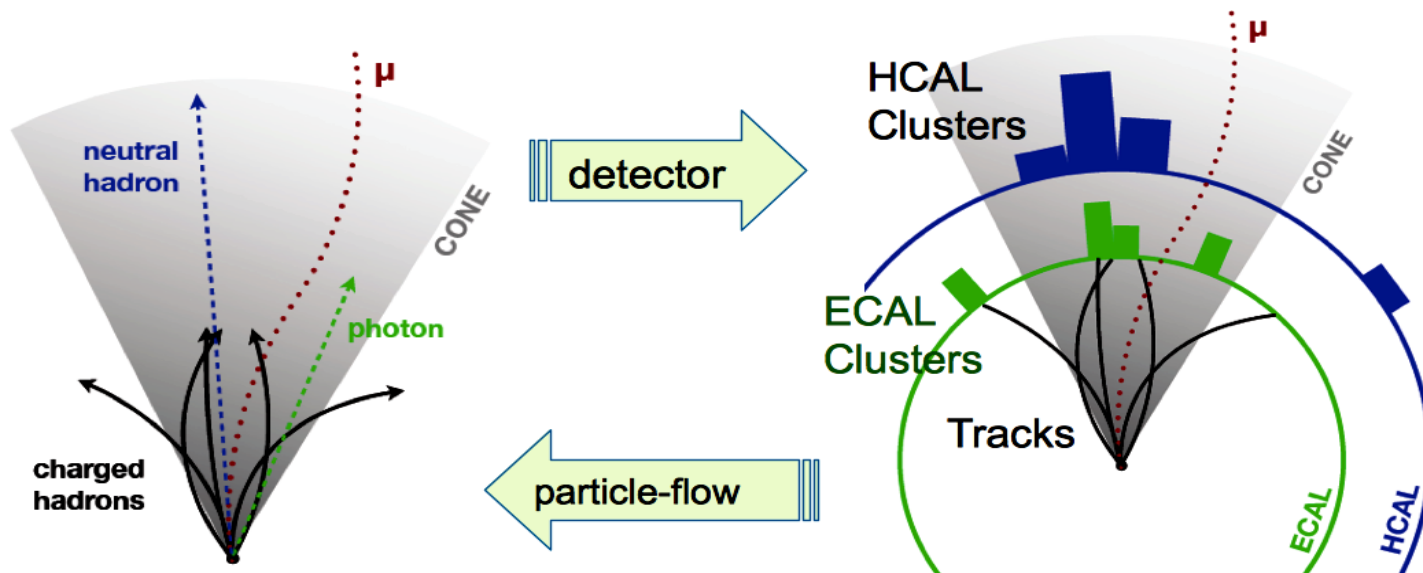 μ
neutral
hadron
CONE
photon
charged
hadrons
detector
particle-flow
μ
HCAL
Clusters
CONE
ECAL
Clusters
Tracks
ECAL
HCAL